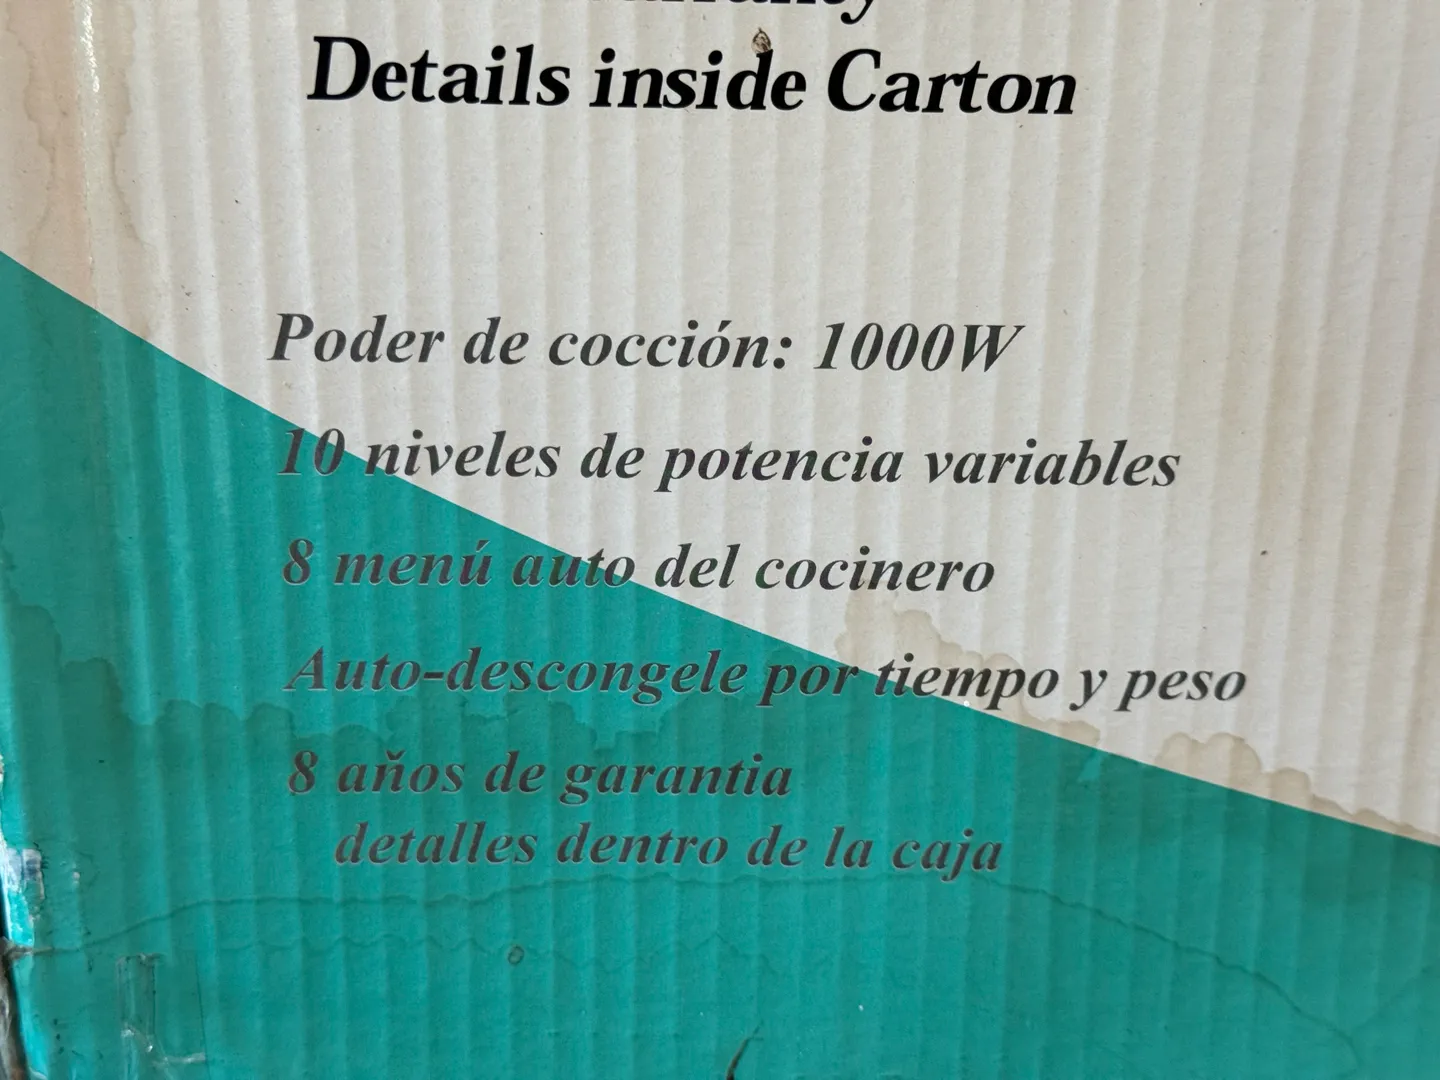 Details inside Carton
Poder de cocción: 1000W
10 niveles de potencia variables
8 menú auto del cocinero
Auto-descongele por tiempo y peso
8 aňos de garantia
detalles dentro de la caja